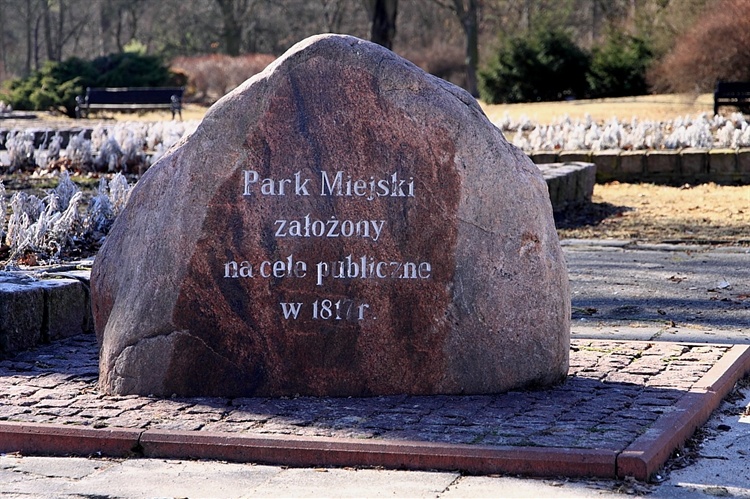 Park Miejski
założony
na cele publiczne
w 1817 r.